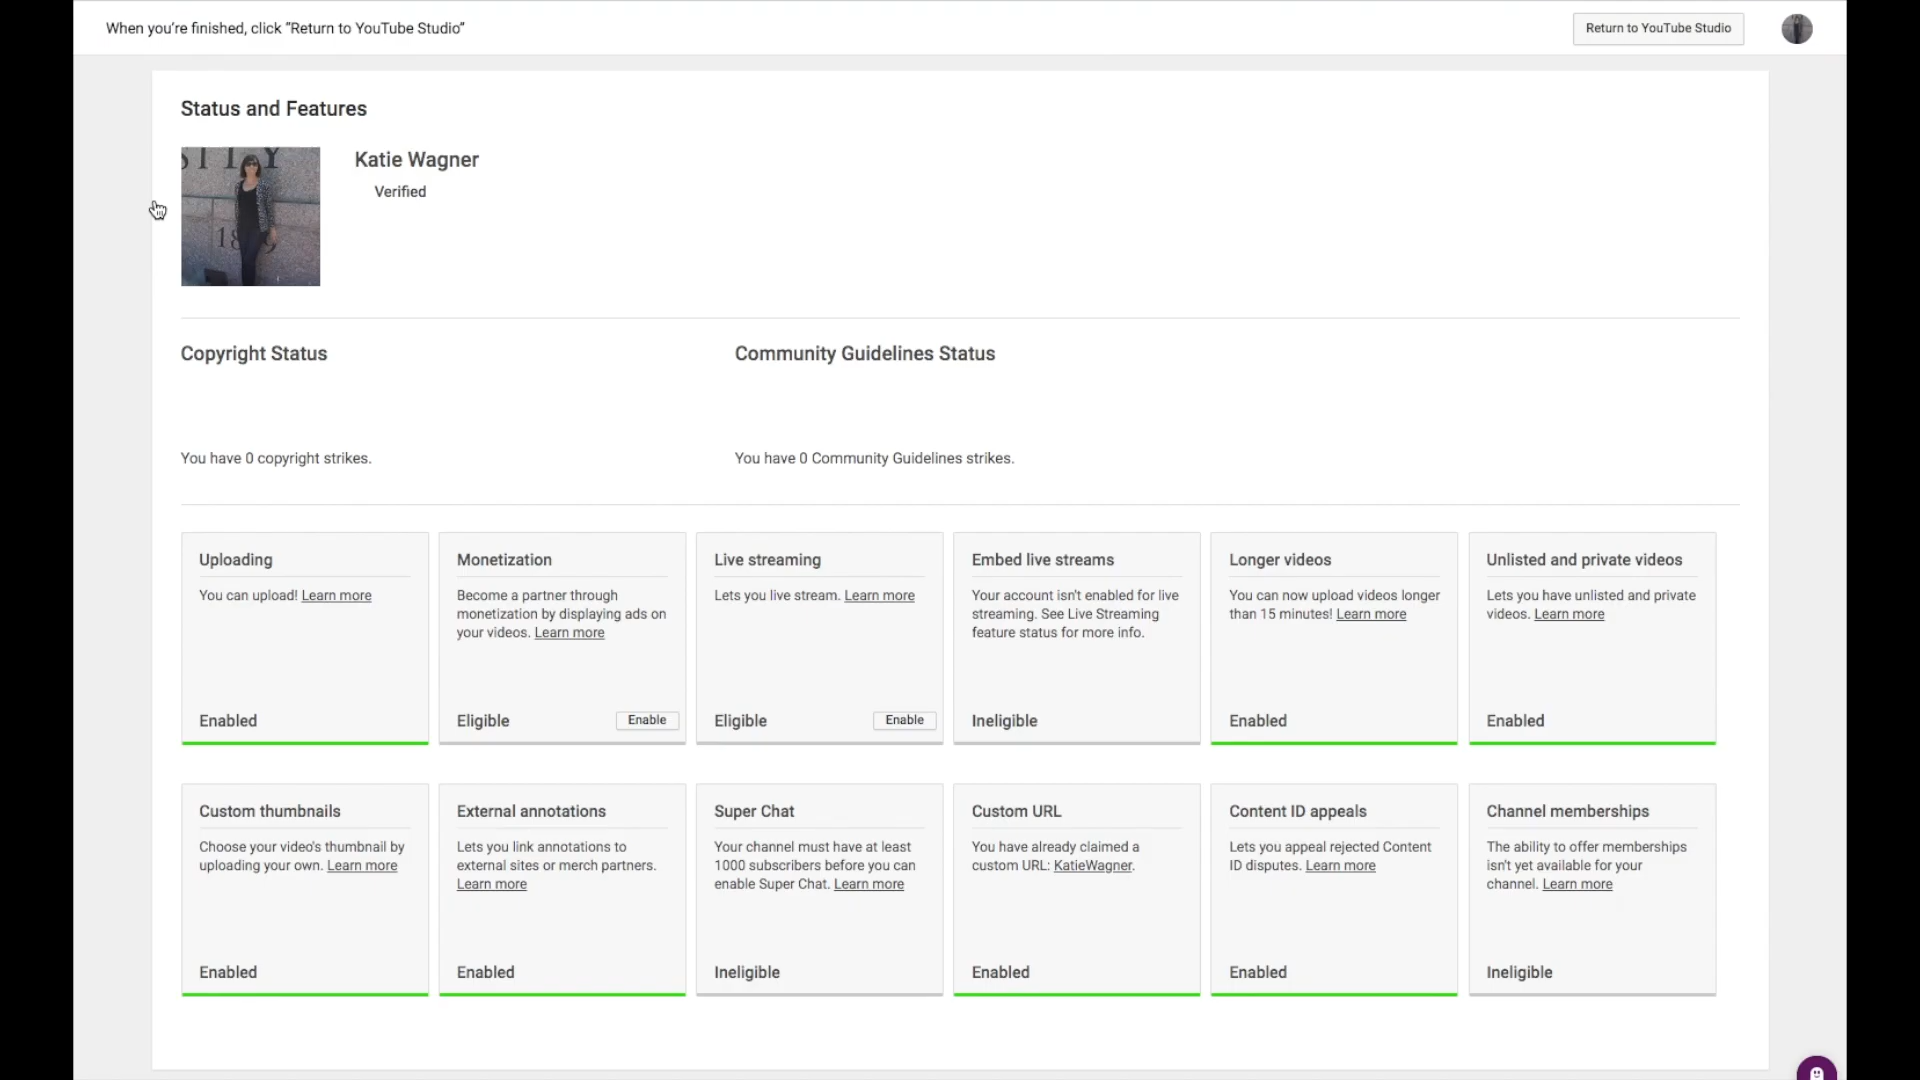 When you're finished, click "Return to YouTube Studio"
Return to YouTube Studio
Status and Features
Katie Wagner
Verified
Copyright Status
Community Guidelines Status
You have 0 copyright strikes.
You have 0 Community Guidelines strikes.
Uploading
You can upload! Learn more
Enabled
Monetization
Become a partner through
monetization by displaying ads on
your videos. Learn more
Eligible
Enable
Live streaming
Lets you live stream. Learn more
Eligible
Enable
Embed live streams
Your account isn't enabled for live
streaming. See Live Streaming
feature status for more info.
Ineligible
Longer videos
You can now upload videos longer
than 15 minutes! Learn more
Enabled
Unlisted and private videos
Lets you have unlisted and private
videos. Learn more
Enabled
Custom thumbnails
Choose your video's thumbnail by
uploading your own. Learn more
Enabled
External annotations
Lets you link annotations to
external sites or merch partners.
Learn more
Enabled
Super Chat
Your channel must have at least
1000 subscribers before you can
enable Super Chat. Learn more
Ineligible
Custom URL
You have already claimed a
custom URL: KatieWagner.
Enabled
Content ID appeals
Lets you appeal rejected Content
ID disputes. Learn more
Enabled
Channel memberships
The ability to offer memberships
isn't yet available for your
channel. Learn more
Ineligible